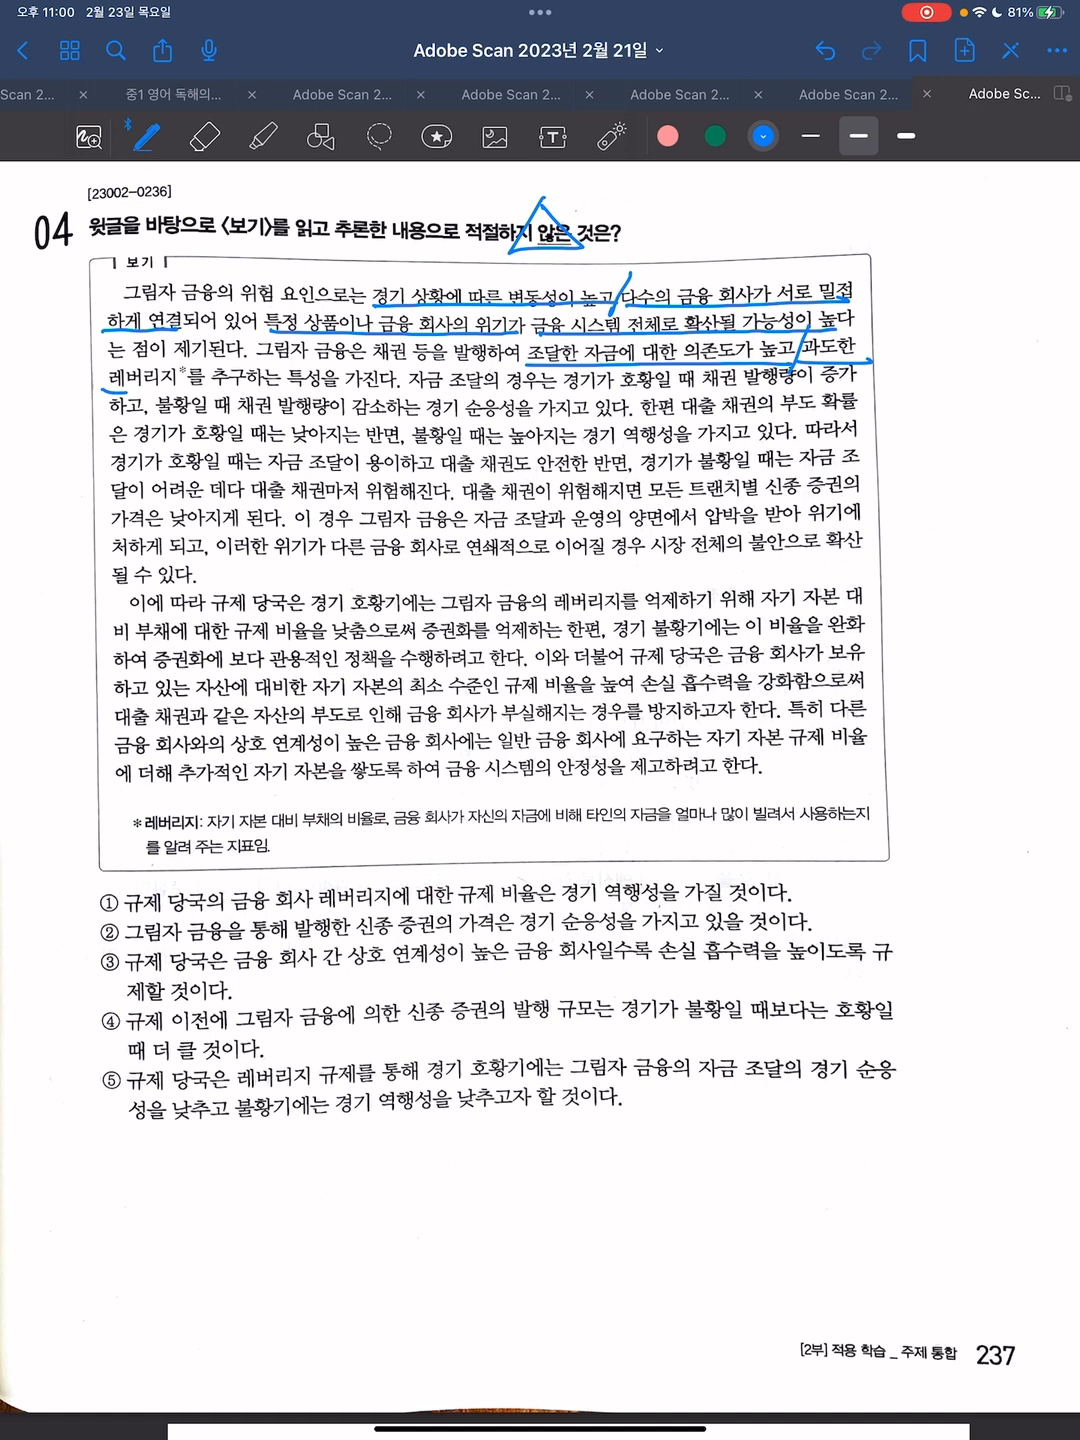 오후 11:00 2월 23일 목요일
81%
Adobe Scan 2023년 2월 21일
Scan 2... × 중1 영어 독해의... × Adobe Scan 2... × Adobe Scan 2... × Adobe Scan 2... × Adobe Scan 2... × Adobe Sc...
[23002-0236]
04 윗글을 바탕으로 <보기>를 읽고 추론한 내용으로 적절하지 않은 것은?
보기
그림자 금융의 위험 요인으로는 경기 상황에 따른 변동성이 높고 다수의 금융 회사가 서로 밀접
하게 연결되어 있어 특정 상품이나 금융 회사의 위기가 금융 시스템 전체로 확산될 가능성이 높다
는 점이 제기된다. 그림자 금융은 채권 등을 발행하여 조달한 자금에 대한 의존도가 높고 과도한
레버리지*를 추구하는 특성을 가진다. 자금 조달의 경우는 경기가 호황일 때 채권 발행량이 증가
하고, 불황일 때 채권 발행량이 감소하는 경기 순응성을 가지고 있다. 한편 대출 채권의 부도 확률
은 경기가 호황일 때는 낮아지는 반면, 불황일 때는 높아지는 경기 역행성을 가지고 있다. 따라서
경기가 호황일 때는 자금 조달이 용이하고 대출 채권도 안전한 반면, 경기가 불황일 때는 자금 조
달이 어려운 데다 대출 채권마저 위험해진다. 대출 채권이 위험해지면 모든 트랜치별 신종 증권의
가격은 낮아지게 된다. 이 경우 그림자 금융은 자금 조달과 운영의 양면에서 압박을 받아 위기에
처하게 되고, 이러한 위기가 다른 금융 회사로 연쇄적으로 이어질 경우 시장 전체의 불안으로 확산
될 수 있다.
이에 따라 규제 당국은 경기 호황기에는 그림자 금융의 레버리지를 억제하기 위해 자기 자본 대
비 부채에 대한 규제 비율을 낮춤으로써 증권화를 억제하는 한편, 경기 불황기에는 이 비율을 완화
하여 증권화에 보다 관용적인 정책을 수행하려고 한다. 이와 더불어 규제 당국은 금융 회사가 보유
하고 있는 자산에 대비한 자기 자본의 최소 수준인 규제 비율을 높여 손실 흡수력을 강화함으로써
대출 채권과 같은 자산의 부도로 인해 금융 회사가 부실해지는 경우를 방지하고자 한다. 특히 다른
금융 회사와의 상호 연계성이 높은 금융 회사에는 일반 금융 회사에 요구하는 자기 자본 규제 비율
에 더해 추가적인 자기 자본을 쌓도록 하여 금융 시스템의 안정성을 제고하려고 한다.
*레버리지: 자기 자본 대비 부채의 비율로, 금융 회사가 자신의 자금에 비해 타인의 자금을 얼마나 많이 빌려서 사용하는지
를 알려 주는 지표임.
① 규제 당국의 금융 회사 레버리지에 대한 규제 비율은 경기 역행성을 가질 것이다.
② 그림자 금융을 통해 발행한 신종 증권의 가격은 경기 순응성을 가지고 있을 것이다.
③ 규제 당국은 금융 회사 간 상호 연계성이 높은 금융 회사일수록 손실 흡수력을 높이도록 규
제할 것이다.
④ 규제 이전에 그림자 금융에 의한 신종 증권의 발행 규모는 경기가 불황일 때보다는 호황일
때 더 클 것이다.
⑤ 규제 당국은 레버리지 규제를 통해 경기 호황기에는 그림자 금융의 자금 조달의 경기 순응
성을 낮추고 불황기에는 경기 역행성을 낮추고자 할 것이다.
[2부] 적용 학습 _ 주제 통합 237